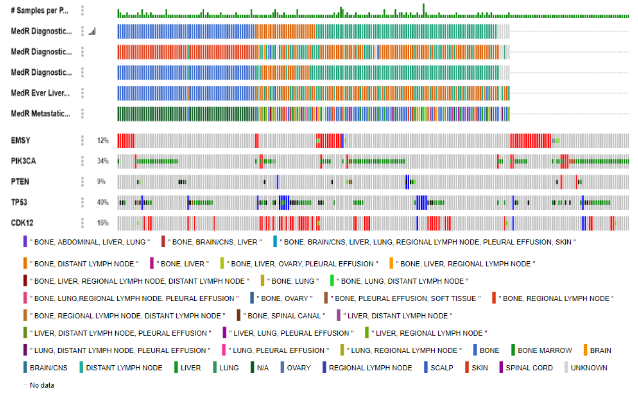 # Samples per P...
MedR Diagnostic...
MedR Diagnostic...
MedR Diagnostic...
MedR Ever Liver...
MedR Metastatic...
EMSY 12%
PIK3CA 34%
PTEN 9%
TP53 40%
CDK12 16%
" BONE, ABDOMINAL, LIVER, LUNG " " BONE, BRAIN/CNS, LIVER " " BONE, BRAIN/CNS, LIVER, LUNG, REGIONAL LYMPH NODE, PLEURAL EFFUSION, SKIN "
" BONE, DISTANT LYMPH NODE " " BONE, LIVER " " BONE, LIVER, OVARY, PLEURAL EFFUSION " " BONE, LIVER, REGIONAL LYMPH NODE "
" BONE, LIVER, REGIONAL LYMPH NODE, DISTANT LYMPH NODE " " BONE, LUNG " " BONE, LUNG, DISTANT LYMPH NODE "
" BONE, LUNG,REGIONAL LYMPH NODE, PLEURAL EFFUSION " " BONE, OVARY " " BONE, PLEURAL EFFUSION, SOFT TISSUE " " BONE, REGIONAL LYMPH NODE "
" BONE, REGIONAL LYMPH NODE, DISTANT LYMPH NODE " " BONE, SPINAL CANAL " " LIVER, DISTANT LYMPH NODE "
" LIVER, DISTANT LYMPH NODE, PLEURAL EFFUSION " " LIVER, LUNG, PLEURAL EFFUSION " " LIVER, REGIONAL LYMPH NODE "
" LUNG, DISTANT LYMPH NODE, PLEURAL EFFUSION " " LUNG, PLEURAL EFFUSION " " LUNG, REGIONAL LYMPH NODE " BONE BONE MARROW BRAIN
BRAIN/CNS DISTANT LYMPH NODE LIVER LUNG N/A OVARY REGIONAL LYMPH NODE SCALP SKIN SPINAL CORD UNKNOWN
No data